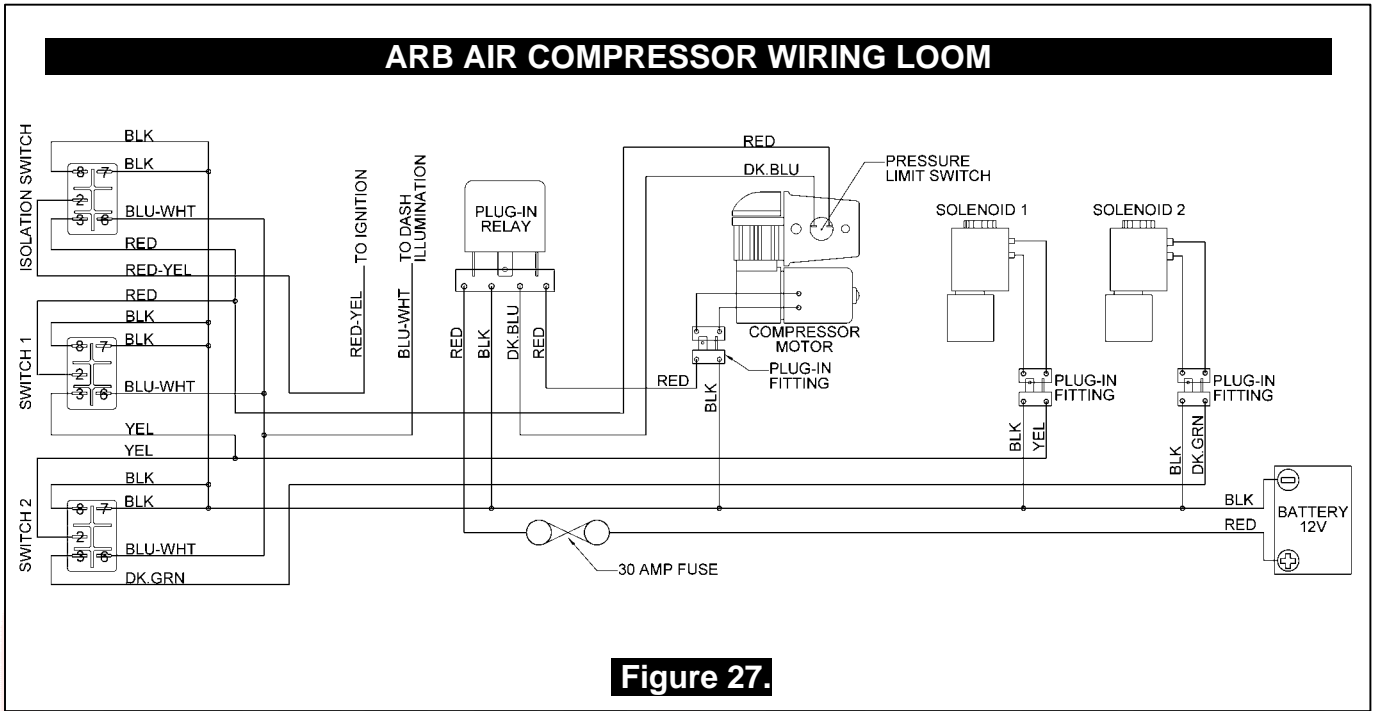 ARB AIR COMPRESSOR WIRING LOOM
ISOLATION SWITCH
BLK
BLK
8 7
2
3 6
BLU-WHT
RED
RED-YEL
SWITCH 1
RED
BLK
BLK
8 7
2
3 6
BLU-WHT
YEL
SWITCH 2
YEL
BLK
BLK
8 7
2
3 6
BLU-WHT
DK.GRN
RED-YEL
TO IGNITION
BLU-WHT
TO DASH
ILLUMINATION
PLUG-IN
RELAY
RED
BLK
DK.BLU
RED
RED
DK.BLU
PRESSURE
LIMIT SWITCH
COMPRESSOR
MOTOR
PLUG-IN
FITTING
RED
BLK
SOLENOID 1
PLUG-IN
FITTING
BLK
YEL
SOLENOID 2
PLUG-IN
FITTING
BLK
DK.GRN
BLK
RED
BATTERY
12V
30 AMP FUSE
Figure 27.